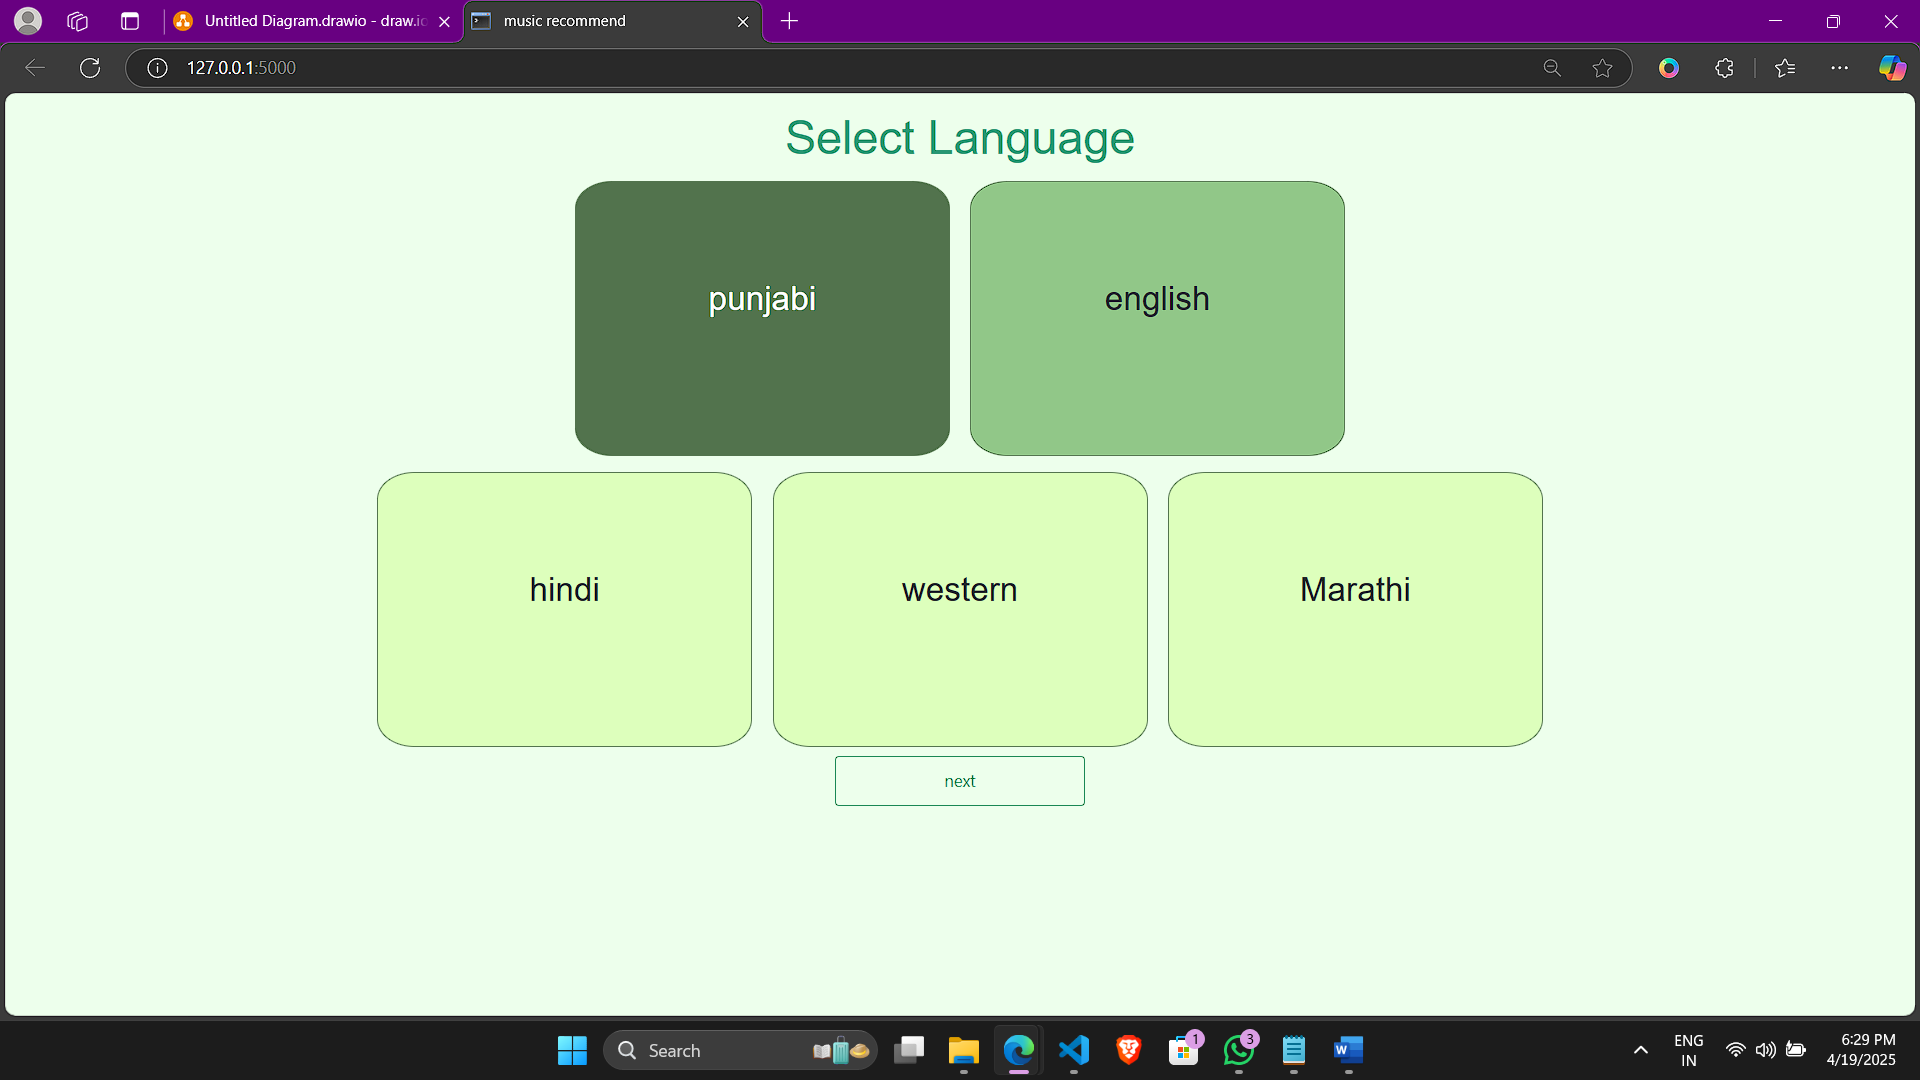 Untitled Diagram.drawio - draw.ic
music recommend
127.0.0.1:5000
Select Language
punjabi
english
hindi
western
Marathi
next
Search
1
3
W
ENG
IN
6:29 PM
4/19/2025